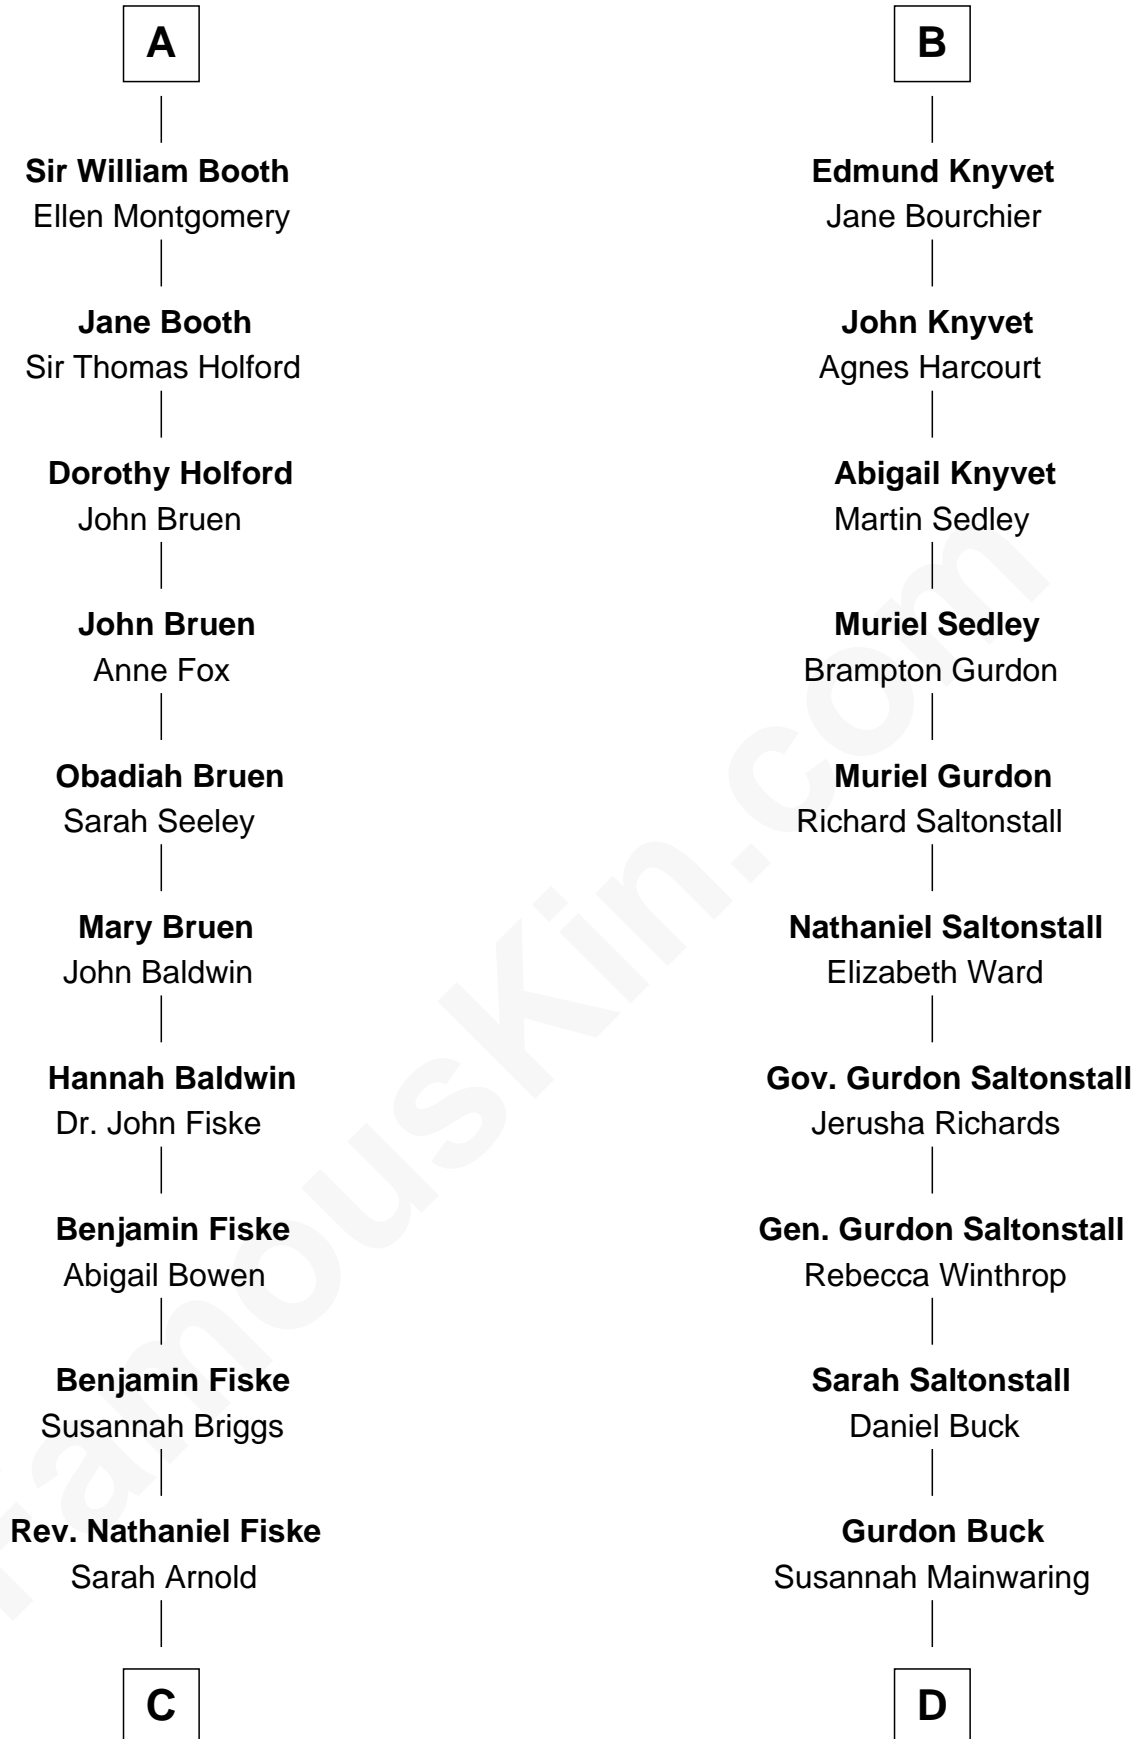 A
Sir William Booth
Ellen Montgomery
Jane Booth
Sir Thomas Holford
Dorothy Holford
John Bruen
John Bruen
Anne Fox
Obadiah Bruen
Sarah Seeley
Mary Bruen
John Baldwin
Hannah Baldwin
Dr. John Fiske
Benjamin Fiske
Abigail Bowen
Benjamin Fiske
Susannah Briggs
Rev. Nathaniel Fiske
Sarah Arnold
C
B
Edmund Knyvet
Jane Bourchier
John Knyvet
Agnes Harcourt
Abigail Knyvet
Martin Sedley
Muriel Sedley
Brampton Gurdon
Muriel Gurdon
Richard Saltonstall
Nathaniel Saltonstall
Elizabeth Ward
Gov. Gurdon Saltonstall
Jerusha Richards
Gen. Gurdon Saltonstall
Rebecca Winthrop
Sarah Saltonstall
Daniel Buck
Gurdon Buck
Susannah Mainwaring
D
FamousKin.com